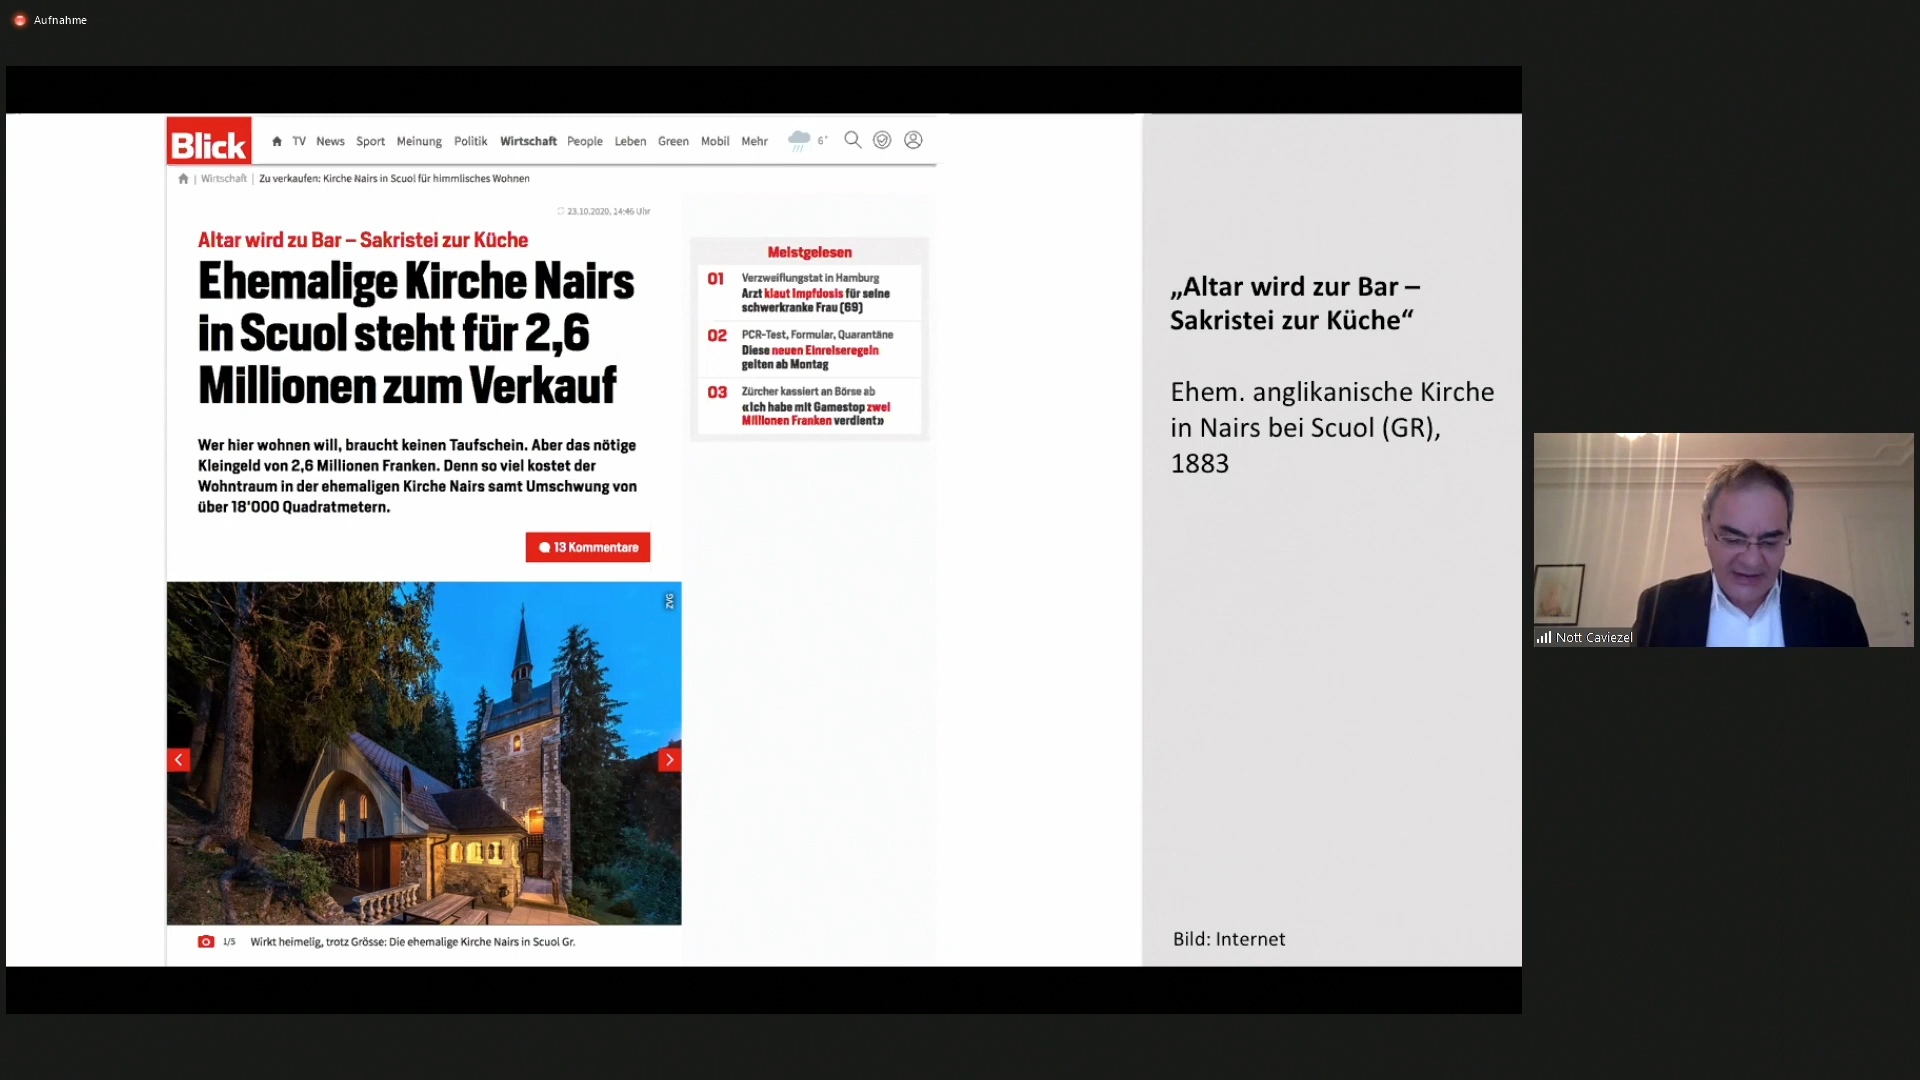 Aufnahme
Blick
TV News Sport Meinung Politik Wirtschaft People Leben Green Mobil Mehr 6°
| Wirtschaft | Zu verkaufen: Kirche Nairs in Scuol für himmlisches Wohnen
23.10.2020, 14:46 Uhr
Altar wird zu Bar – Sakristei zur Küche
Ehemalige Kirche Nairs
in Scuol steht für 2,6
Millionen zum Verkauf
Wer hier wohnen will, braucht keinen Taufschein. Aber das nötige
Kleingeld von 2,6 Millionen Franken. Denn so viel kostet der
Wohntraum in der ehemaligen Kirche Nairs samt Umschwung von
über 18'000 Quadratmetern.
13 Kommentare
ZVG
1/5 Wirkt heimelig, trotz Grösse: Die ehemalige Kirche Nairs in Scuol Gr.
Meistgelesen
01 Verzweiflungstat in Hamburg
Arzt klaut Impfdosis für seine
schwerkranke Frau (69)
02 PCR-Test, Formular, Quarantäne
Diese neuen Einreiseregeln
gelten ab Montag
03 Zürcher kassiert an Börse ab
«Ich habe mit Gamestop zwei
Millionen Franken verdient»
„Altar wird zur Bar –
Sakristei zur Küche“
Ehem. anglikanische Kirche
in Nairs bei Scuol (GR),
1883
Bild: Internet
Nott Caviezel